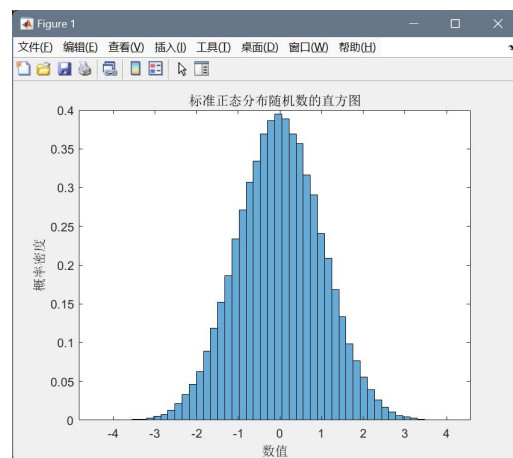 Figure 1
文件(F) 编辑(E) 查看(V) 插入(I) 工具(T) 桌面(D) 窗口(W) 帮助(H)
标准正态分布随机数的直方图
0.4
0.35
0.3
0.25
0.2
0.15
0.1
0.05
0
概率密度
-4 -3 -2 -1 0 1 2 3 4
数值